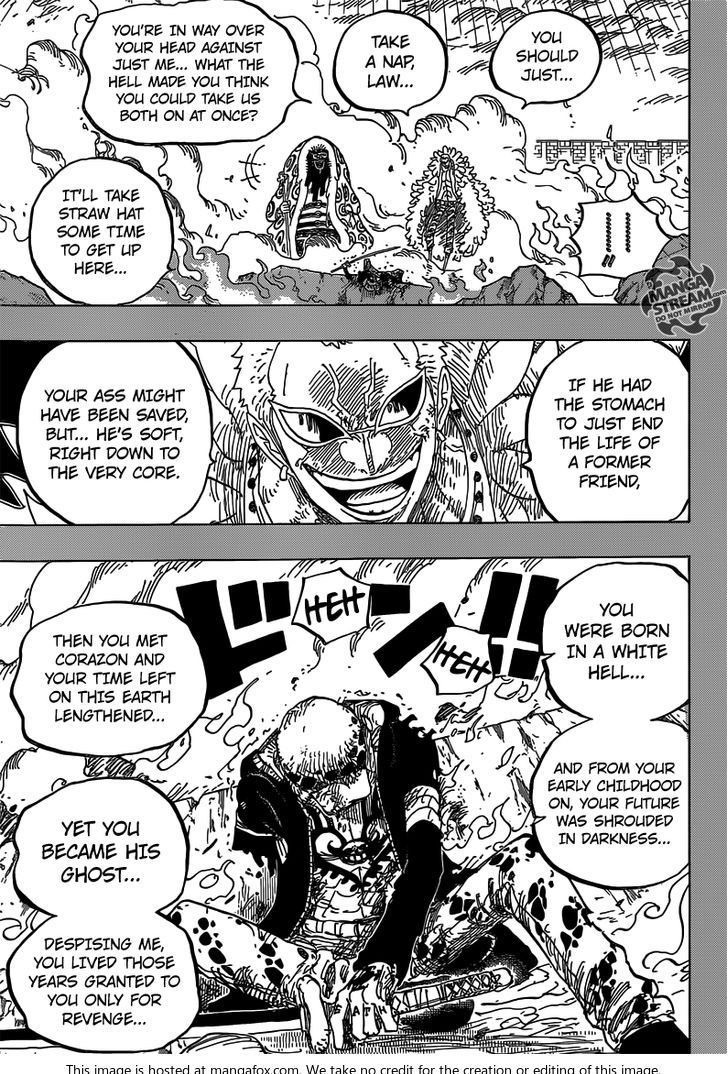 YOU
SHOULD
JUST...
TAKE
A NAP,
LAW...
YOU'RE IN WAY OVER
YOUR HEAD AGAINST
JUST ME... WHAT THE
HELL MADE YOU THINK
YOU COULD TAKE US
BOTH ON AT ONCE?
IT'LL TAKE
STRAW HAT
SOME TIME
TO GET UP
HERE...
!!
MANGA
STREAM.com
DO NOT MIRROR
IF HE HAD
THE STOMACH
TO JUST END
THE LIFE OF
A FORMER
FRIEND,
YOUR ASS MIGHT
HAVE BEEN SAVED,
BUT... HE'S SOFT,
RIGHT DOWN TO
THE VERY CORE.
ドン!!
HEH
HEH
YOU
WERE BORN
IN A WHITE
HELL...
AND FROM YOUR
EARLY CHILDHOOD
ON, YOUR FUTURE
WAS SHROUDED
IN DARKNESS...
THEN YOU MET
CORAZON AND
YOUR TIME LEFT
ON THIS EARTH
LENGTHENED...
YET YOU
BECAME HIS
GHOST...
DESPISING ME,
YOU LIVED THOSE
YEARS GRANTED TO
YOU ONLY FOR
REVENGE...
EATH
This image is hosted at mangafox.com. We take no credit for the creation or editing of this image.